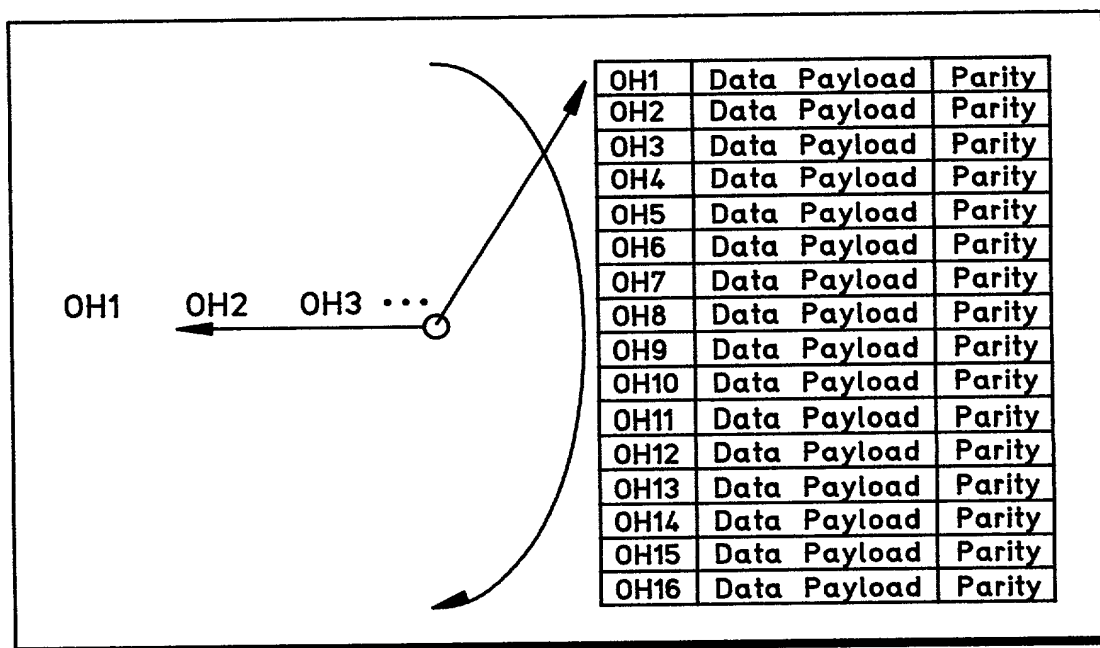 OH1 Data Payload Parity
OH2 Data Payload Parity
OH3 Data Payload Parity
OH4 Data Payload Parity
OH5 Data Payload Parity
OH6 Data Payload Parity
OH7 Data Payload Parity
OH8 Data Payload Parity
OH9 Data Payload Parity
OH10 Data Payload Parity
OH11 Data Payload Parity
OH12 Data Payload Parity
OH13 Data Payload Parity
OH14 Data Payload Parity
OH15 Data Payload Parity
OH16 Data Payload Parity
OH1 OH2 OH3 •••